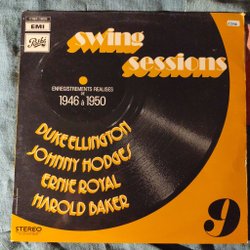 EMI
Pathé
swing
sessions
ENREGISTREMENTS REALISES
DE
1946 à 1950
DUKE ELLINGTON
JOHNNY HODGES
ERNIE ROYAL
HAROLD BAKER
9
STEREO